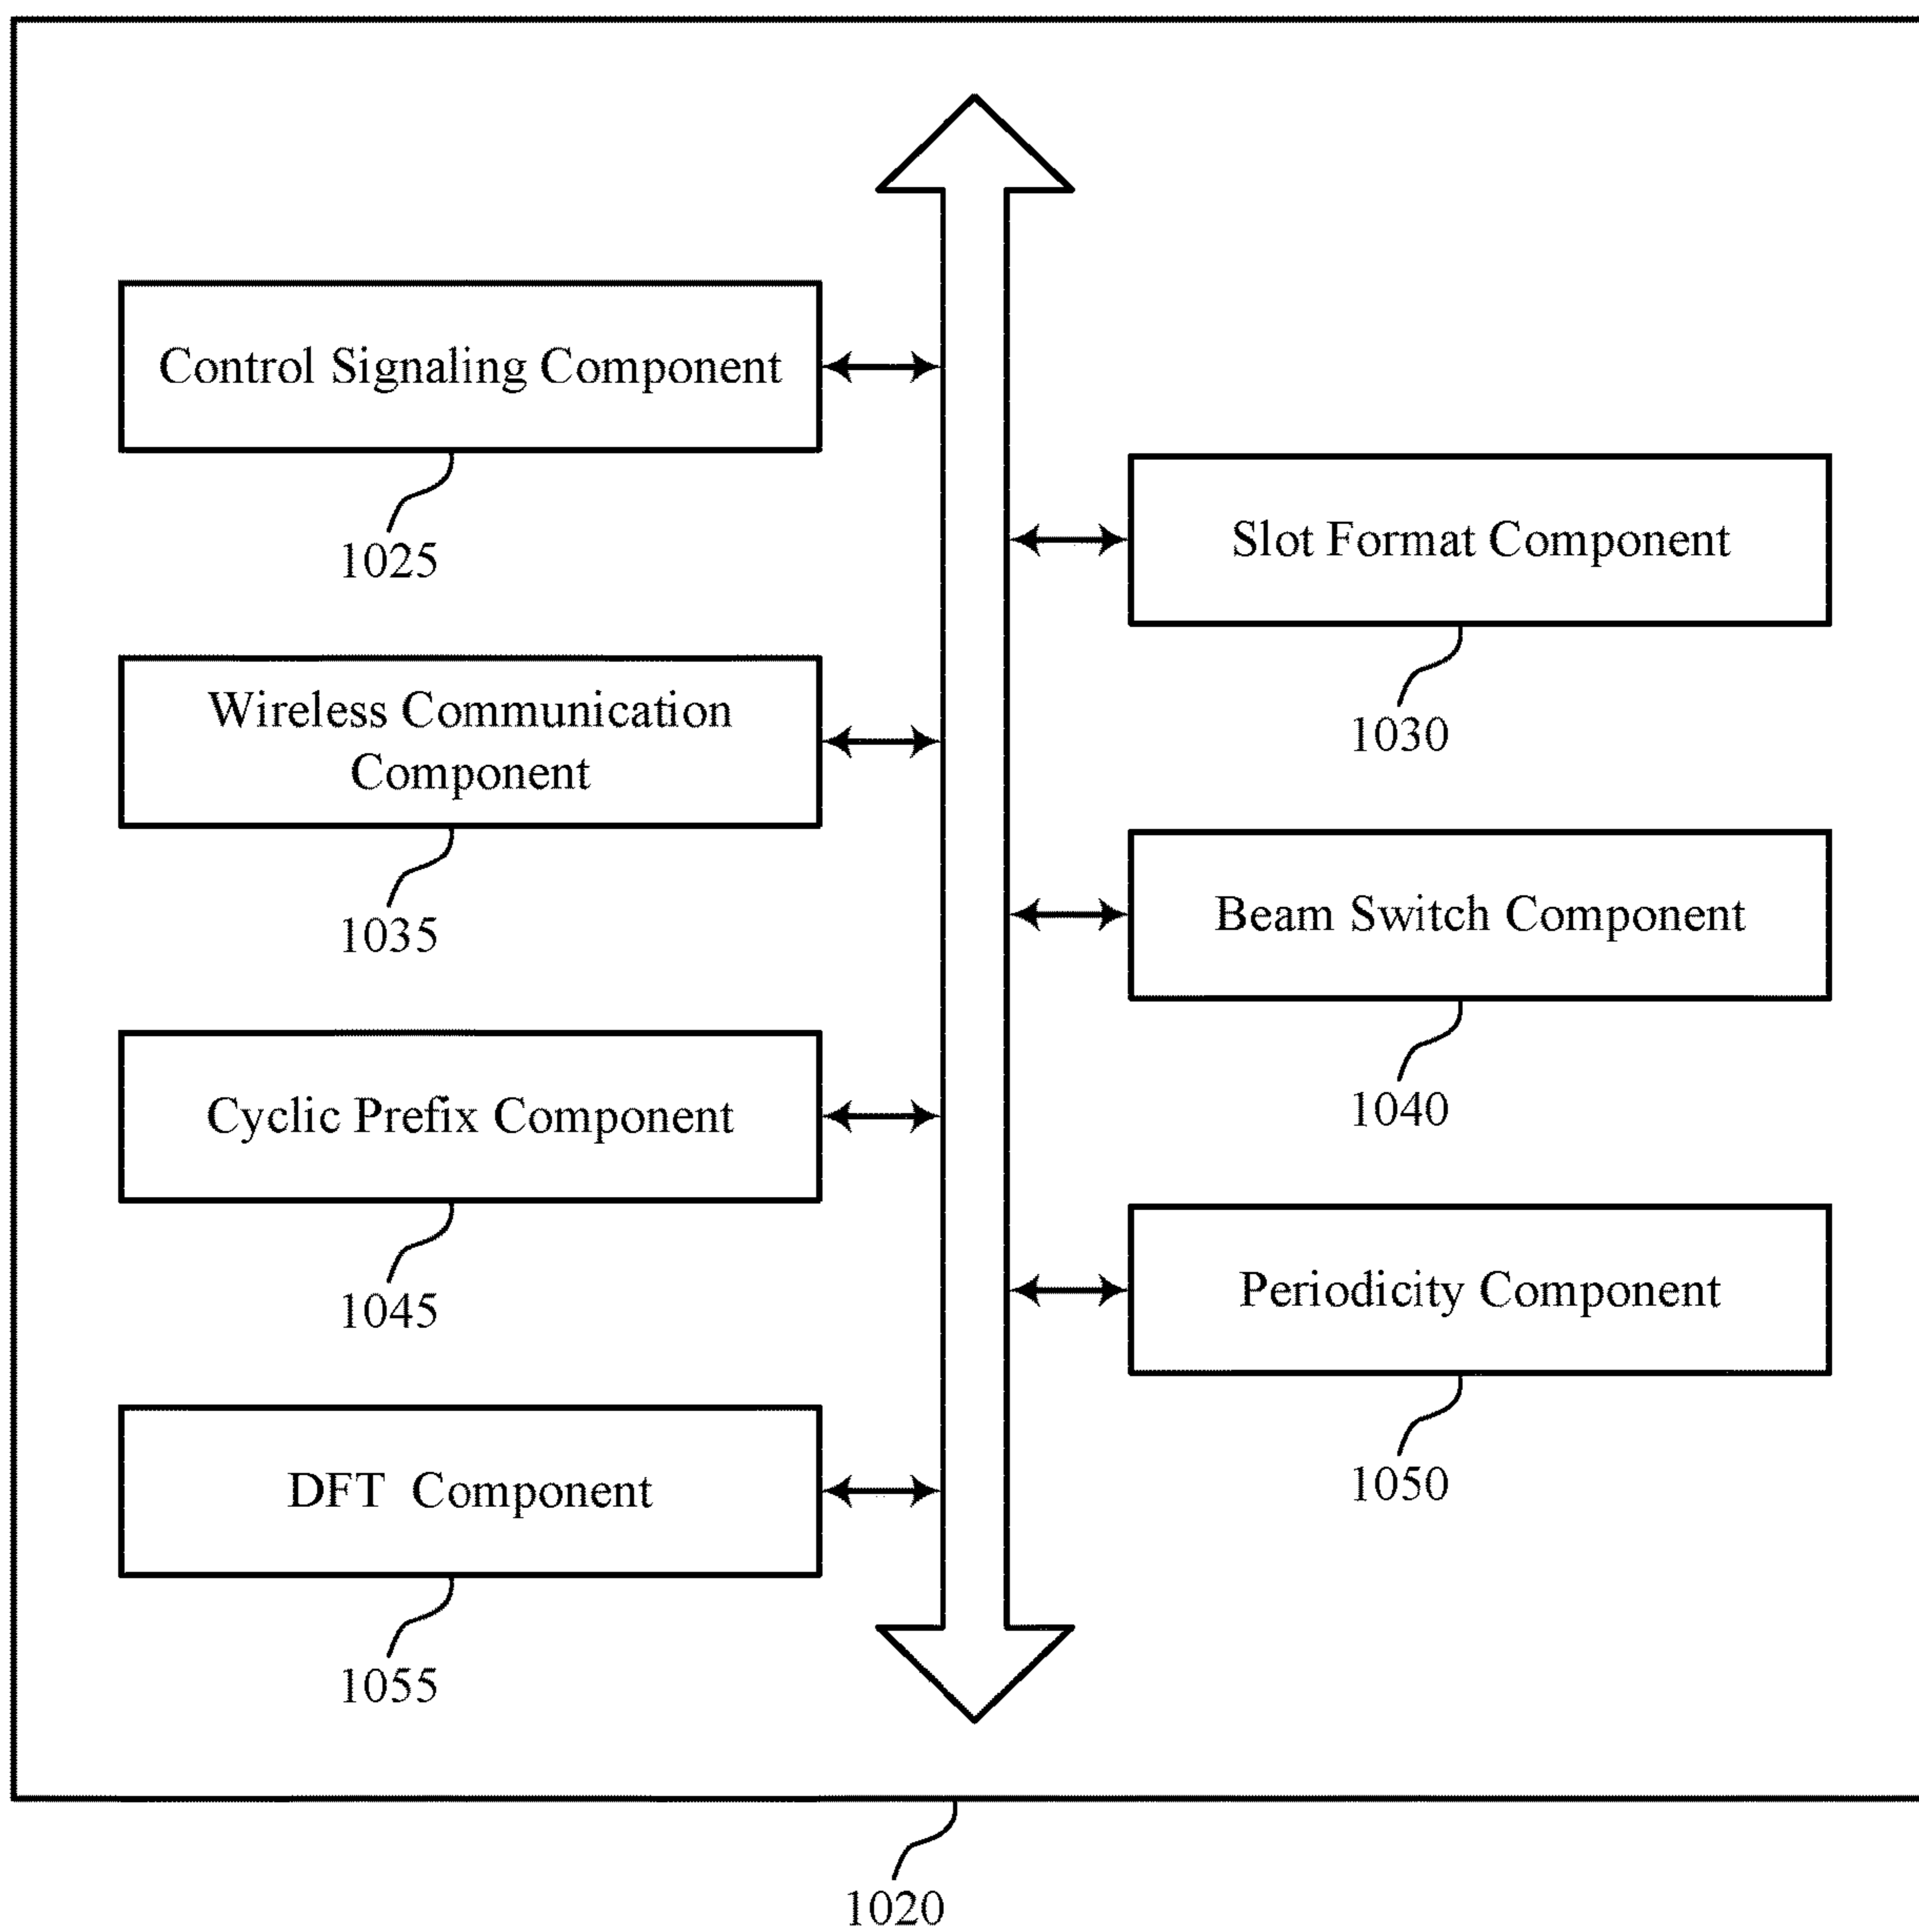 Control Signaling Component
1025
Slot Format Component
1030
Wireless Communication
Component
1035
Beam Switch Component
1040
Cyclic Prefix Component
1045
Periodicity Component
1050
DFT Component
1055
1020